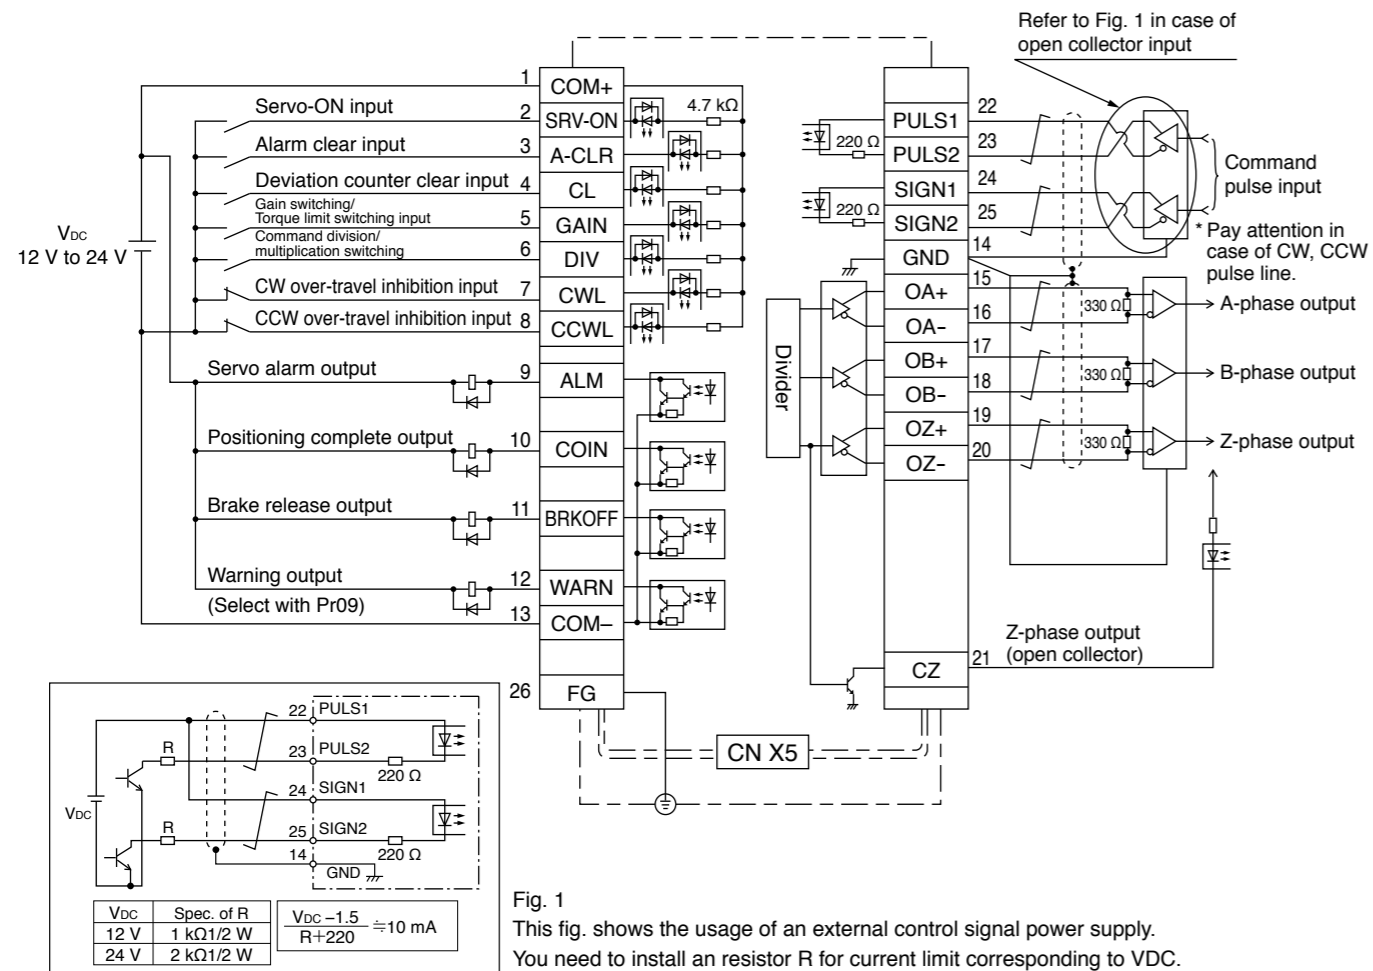 Refer to Fig. 1 in case of
open collector input
1 COM+
Servo-ON input 2 SRV-ON 4.7 kΩ
Alarm clear input 3 A-CLR
Deviation counter clear input 4 CL
Gain switching/
Torque limit switching input 5 GAIN
Command division/
multiplication switching 6 DIV
CW over-travel inhibition input 7 CWL
CCW over-travel inhibition input 8 CCWL
VDC
12 V to 24 V
Servo alarm output 9 ALM
Positioning complete output 10 COIN
Brake release output 11 BRKOFF
Warning output 12 WARN
(Select with Pr09)
13 COM–
26 FG
PULS1 22
220 Ω PULS2 23
SIGN1 24
220 Ω SIGN2 25
GND 14
Command
pulse input
* Pay attention in
case of CW, CCW
pulse line.
OA+ 15
OA– 16
330 Ω A-phase output
OB+ 17
OB– 18
330 Ω B-phase output
OZ+ 19
OZ– 20
330 Ω Z-phase output
Divider
Z-phase output
(open collector)
CZ 21
CN X5
22 PULS1
R 23 PULS2
220 Ω
24 SIGN1
VDC
R 25 SIGN2
220 Ω
14 GND
VDC Spec. of R
12 V 1 kΩ1/2 W
24 V 2 kΩ1/2 W
VDC –1.5
R+220
≒10 mA
Fig. 1
This fig. shows the usage of an external control signal power supply.
You need to install an resistor R for current limit corresponding to VDC.